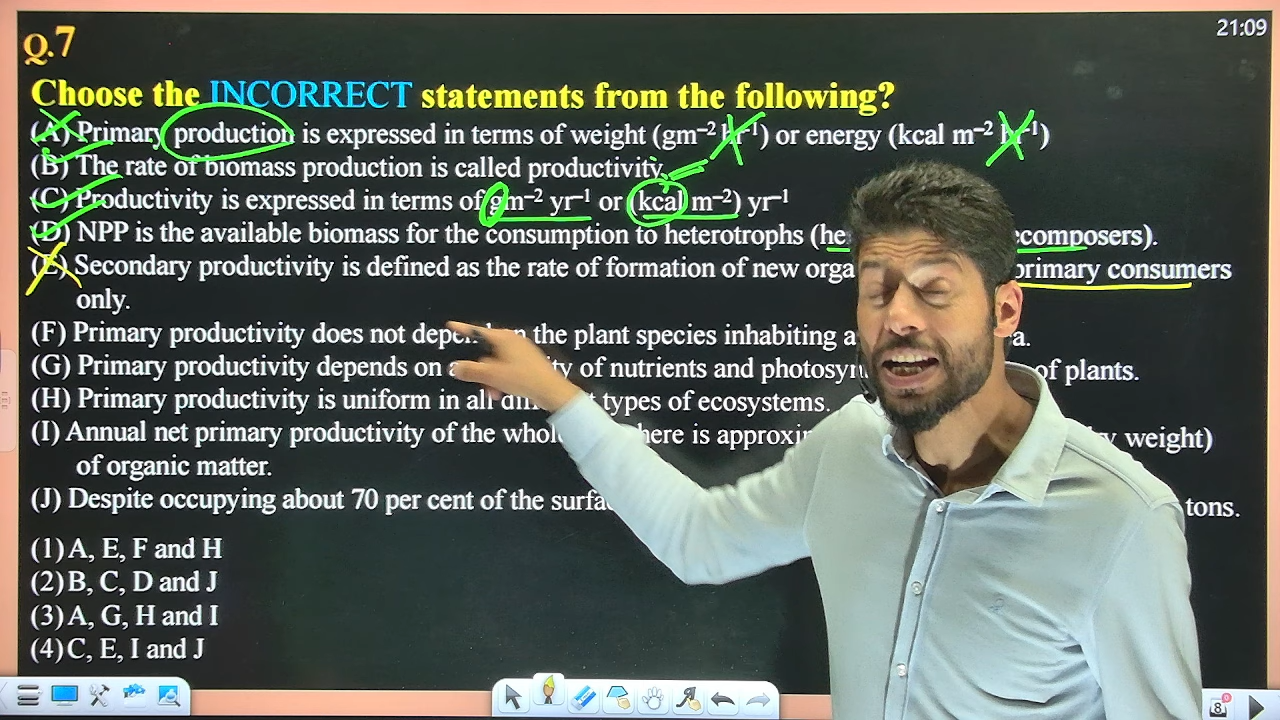 21:09
Q.7
Choose the INCORRECT statements from the following?
(A) Primary production is expressed in terms of weight (gm⁻² yr⁻¹) or energy (kcal m⁻² yr⁻¹)
(B) The rate of biomass production is called productivity.
(C) Productivity is expressed in terms of gm⁻² yr⁻¹ or (kcal m⁻²) yr⁻¹
(D) NPP is the available biomass for the consumption to heterotrophs ( ecomposers).
(E) Secondary productivity is defined as the rate of formation of new orga primary consumers
only.
(F) Primary productivity does not depen n the plant species inhabiting a a.
(G) Primary productivity depends on a ty of nutrients and photosyn of plants.
(H) Primary productivity is uniform in all t types of ecosystems.
(I) Annual net primary productivity of the whol here is approxi y weight)
of organic matter.
(J) Despite occupying about 70 per cent of the surfa tons.
(1) A, E, F and H
(2) B, C, D and J
(3) A, G, H and I
(4) C, E, I and J